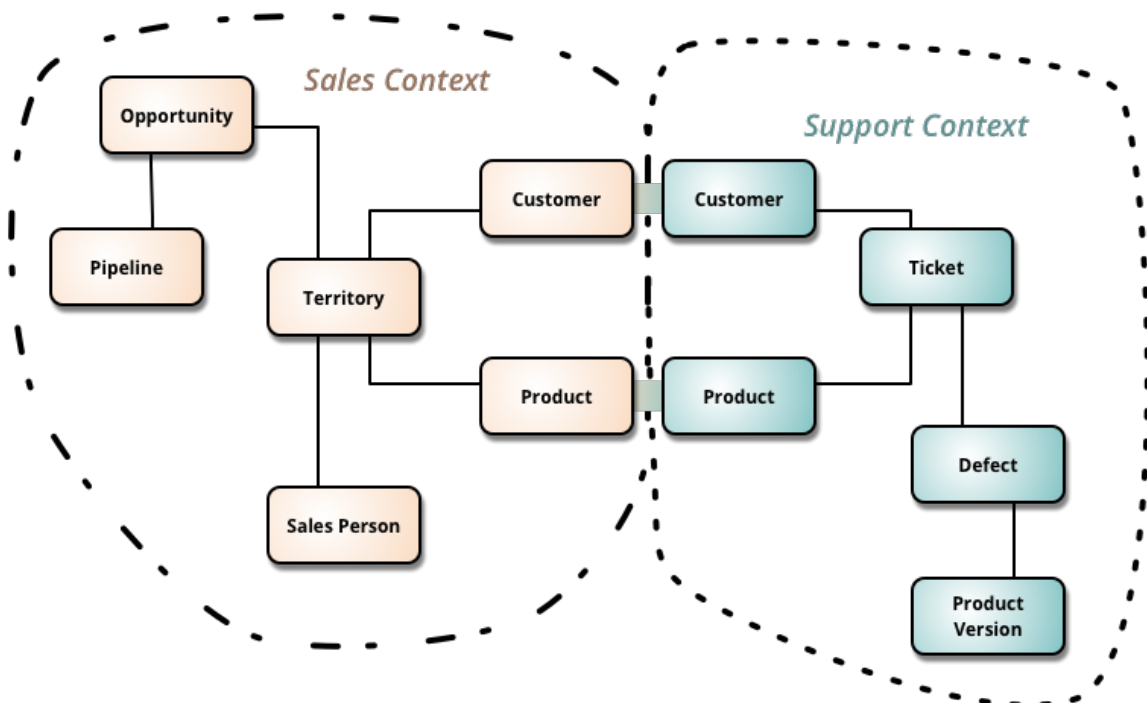 Sales Context
Opportunity
Support Context
Customer
Customer
Pipeline
Ticket
Territory
Product
Product
Defect
Sales Person
Product
Version